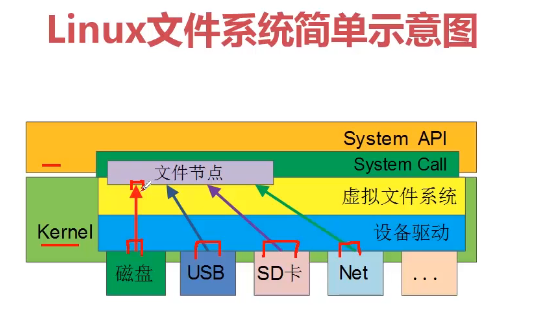 Linux文件系统简单示意图
System API
System Call
文件节点
虚拟文件系统
Kernel
设备驱动
磁盘
USB
SD卡
Net
...